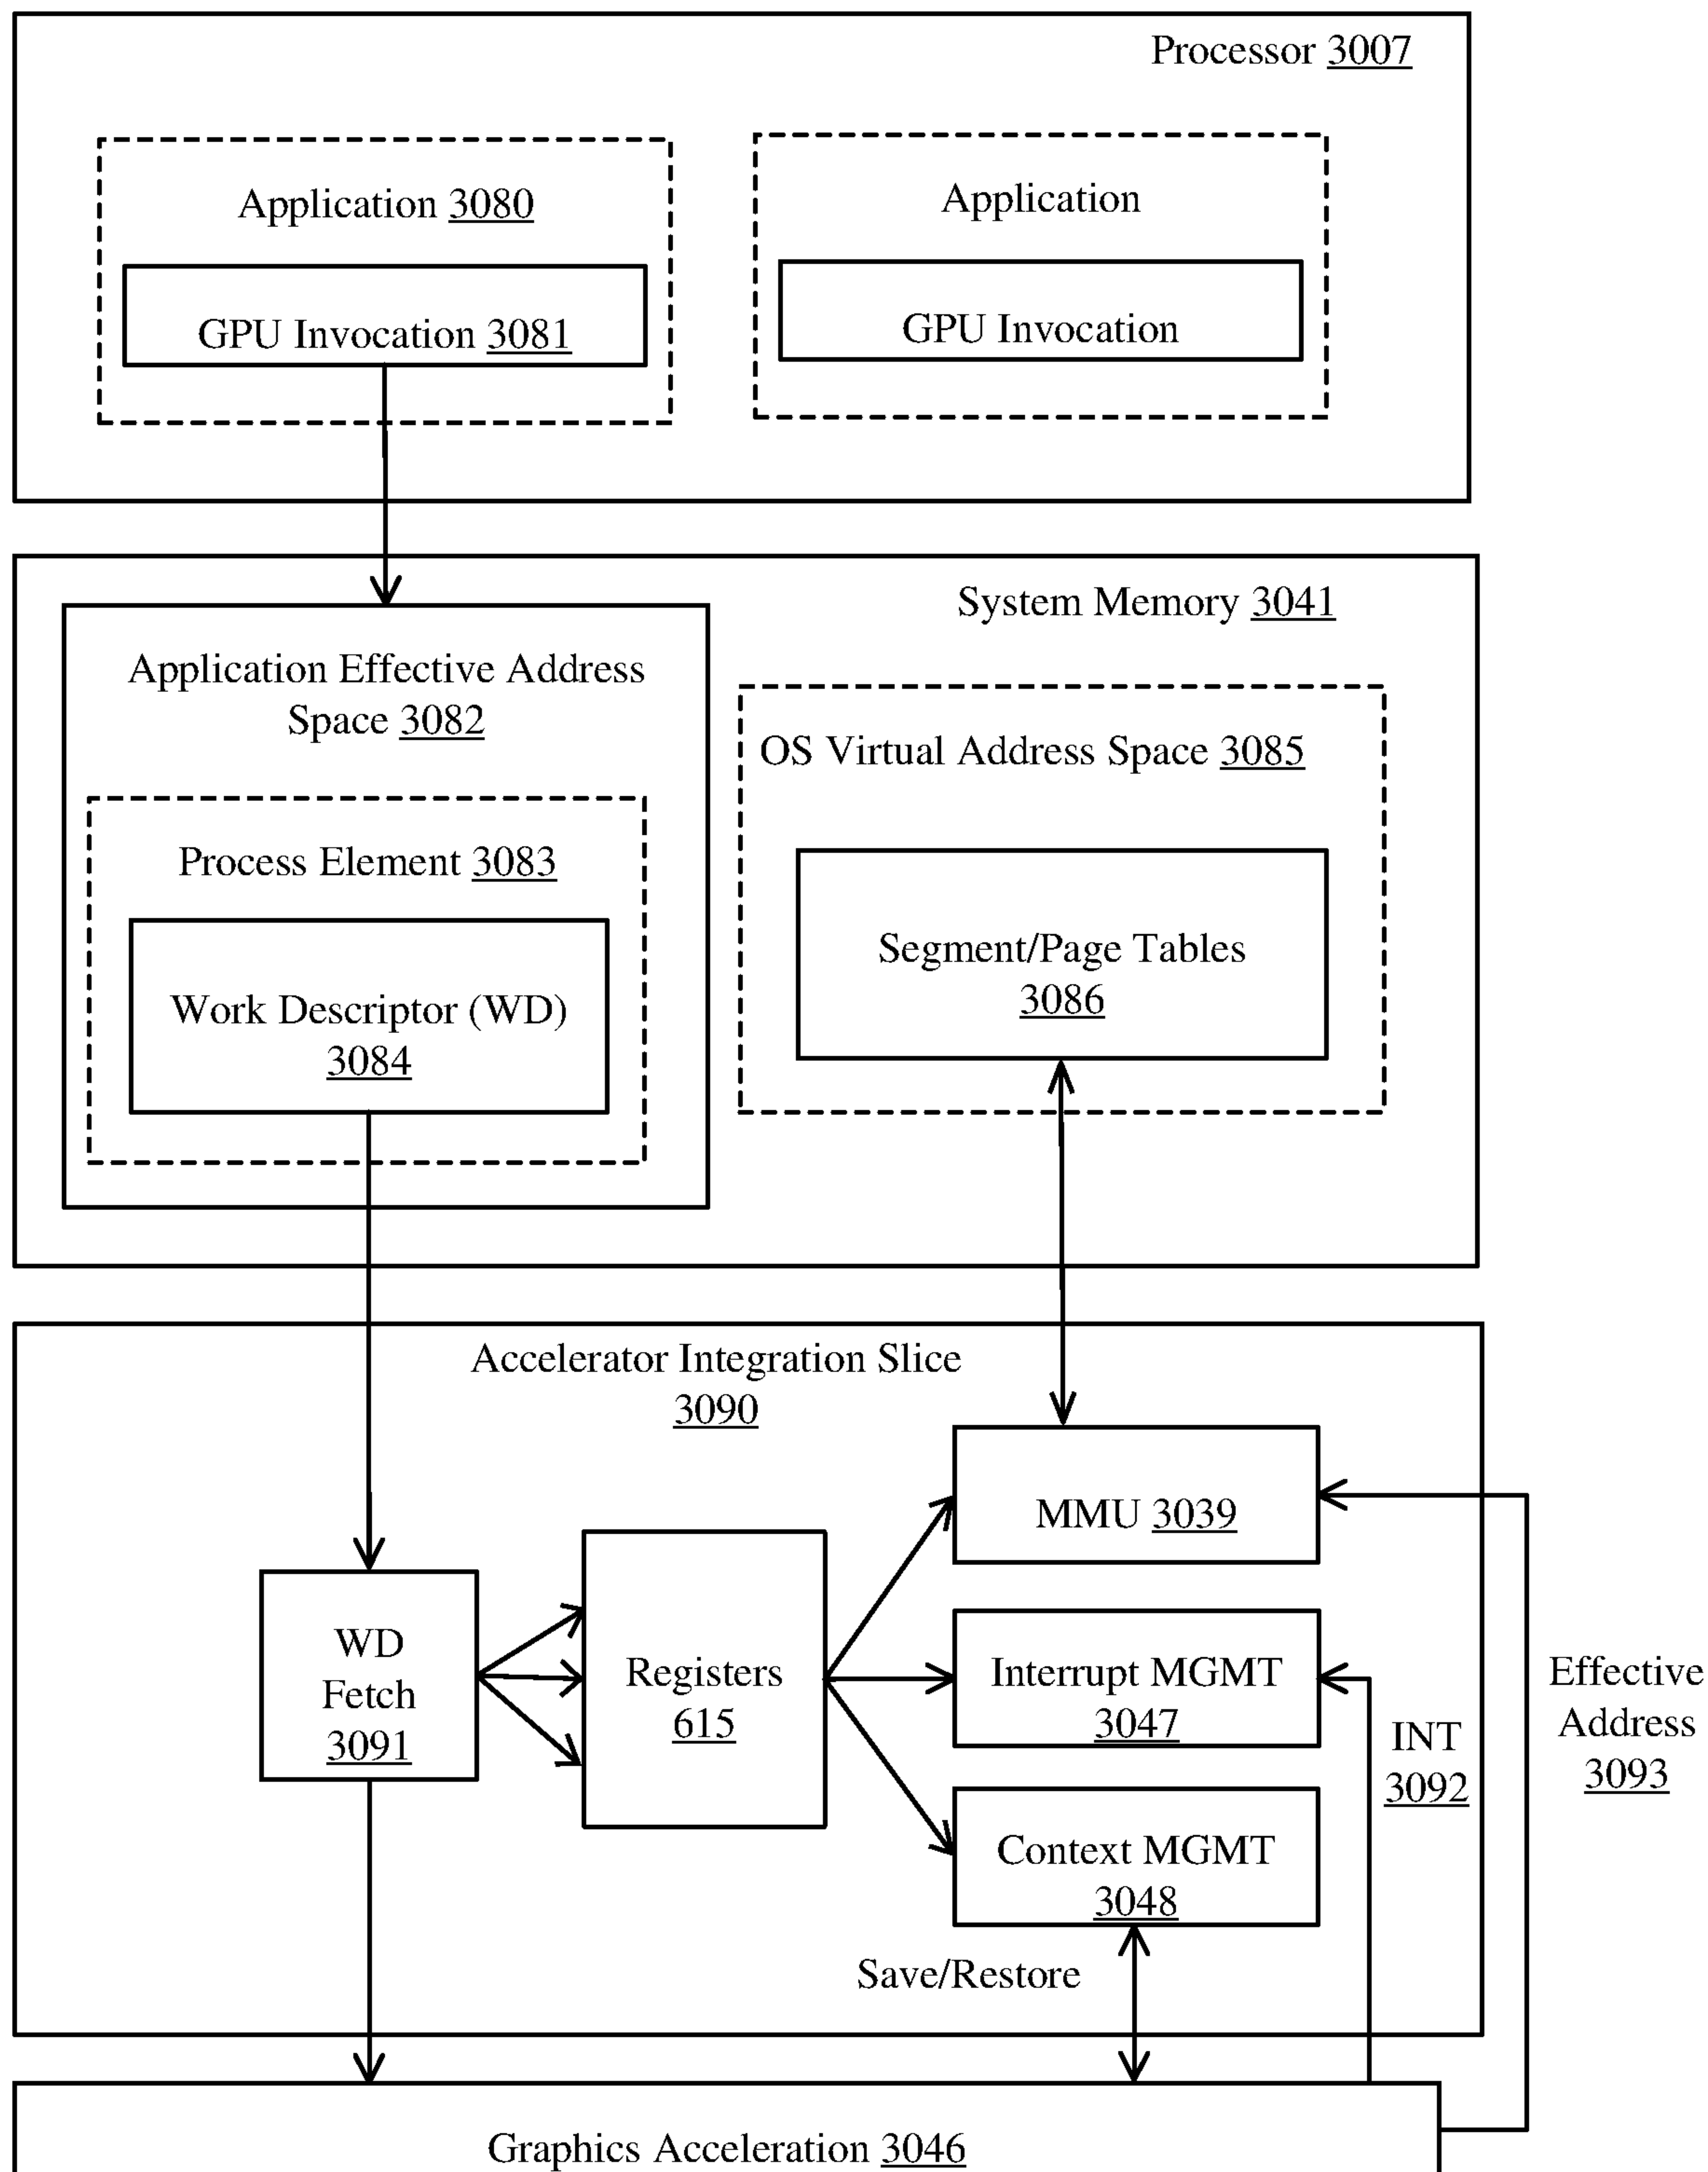 Processor 3007
Application 3080
GPU Invocation 3081
Application
GPU Invocation
System Memory 3041
Application Effective Address
Space 3082
Process Element 3083
Work Descriptor (WD)
3084
OS Virtual Address Space 3085
Segment/Page Tables
3086
Accelerator Integration Slice
3090
WD
Fetch
3091
Registers
615
MMU 3039
Interrupt MGMT
3047
Context MGMT
3048
Save/Restore
INT
3092
Effective
Address
3093
Graphics Acceleration 3046